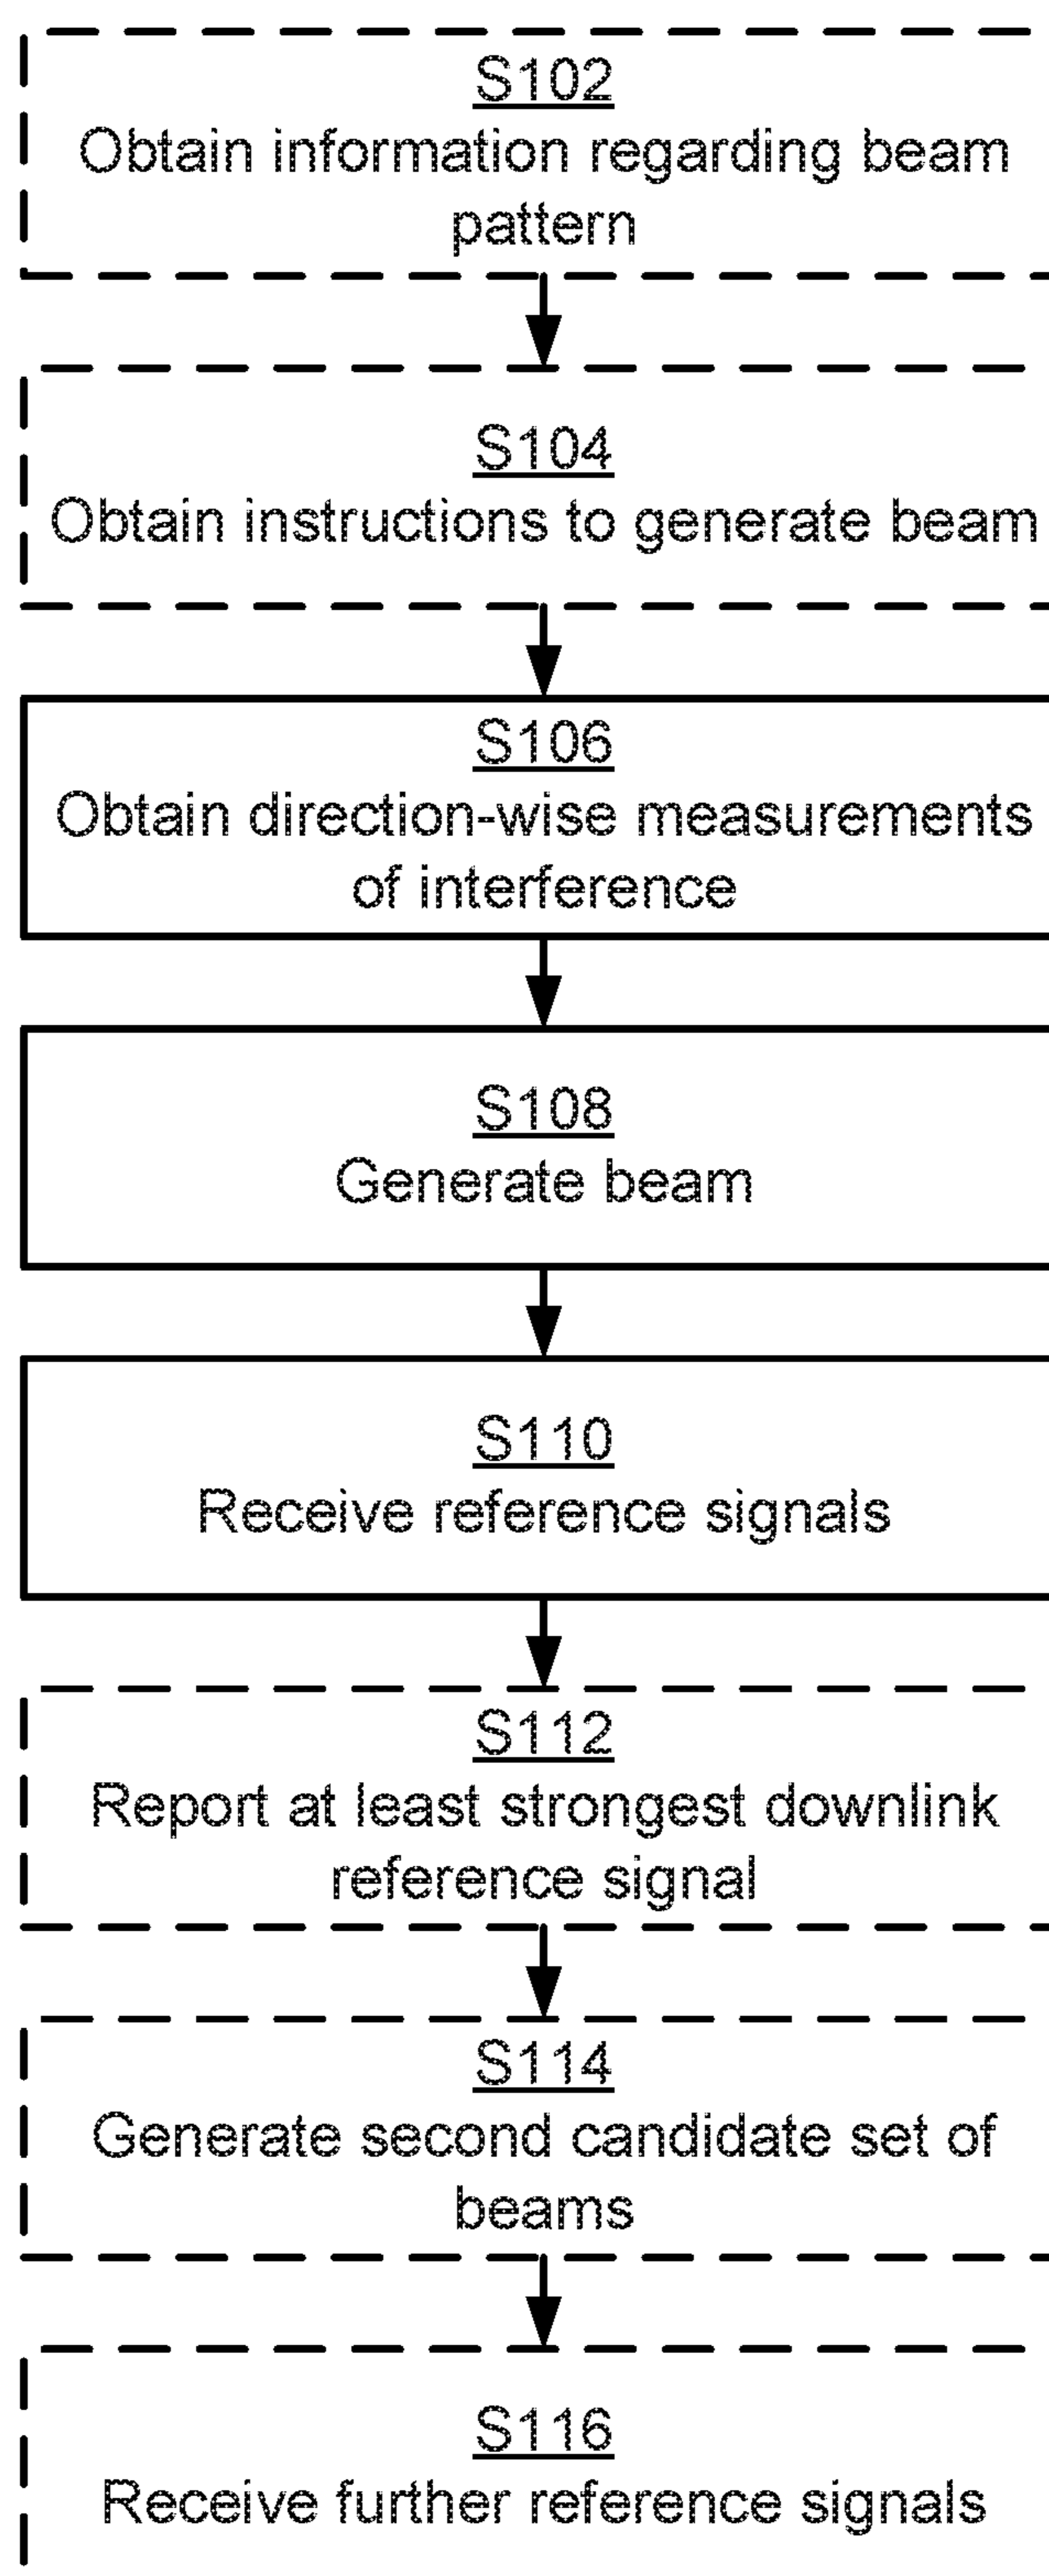 S102
Obtain information regarding beam
pattern
S104
Obtain instructions to generate beam
S106
Obtain direction-wise measurements
of interference
S108
Generate beam
S110
Receive reference signals
S112
Report at least strongest downlink
reference signal
S114
Generate second candidate set of
beams
S116
Receive further reference signals